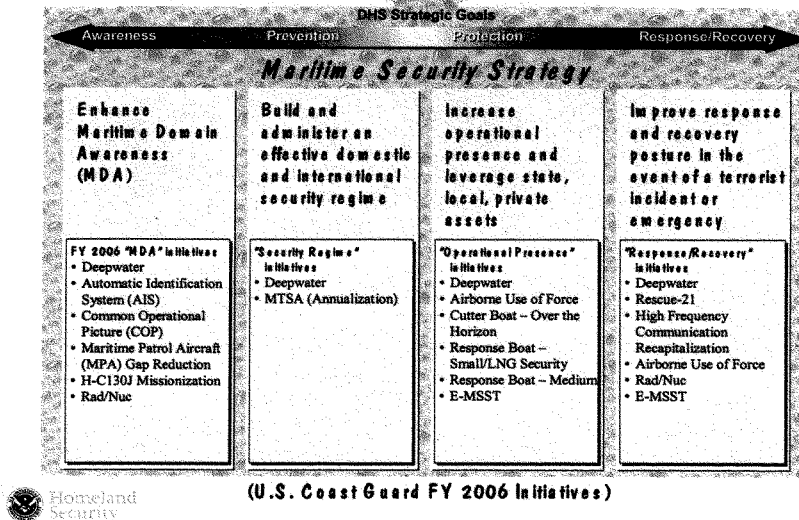 DHS Strategic Goals
Awareness Prevention Protection Response/Recovery
Maritime Security Strategy
Enhance
Maritime Domain
Awareness
(MDA)
FY 2006 "MDA" initiatives
• Deepwater
• Automatic Identification
System (AIS)
• Common Operational
Picture (COP)
• Maritime Patrol Aircraft
(MPA) Gap Reduction
• H-C130J Missionization
• Rad/Nuc
Build and
administer an
effective domestic
and international
security regime
"Security Regime"
initiatives
• Deepwater
• MTSA (Annualization)
Increase
operational
presence and
leverage state,
local, private
assets
"Operational Presence"
initiatives
• Deepwater
• Airborne Use of Force
• Cutter Boat – Over the
Horizon
• Response Boat –
Small/LNG Security
• Response Boat – Medium
• E-MSST
Improve response
and recovery
posture in the
event of a terrorist
incident or
emergency
"Response/Recovery"
initiatives
• Deepwater
• Rescue-21
• High Frequency
Communication
Recapitalization
• Airborne Use of Force
• Rad/Nuc
• E-MSST
Homeland
Security
(U.S. Coast Guard FY 2006 Initiatives)